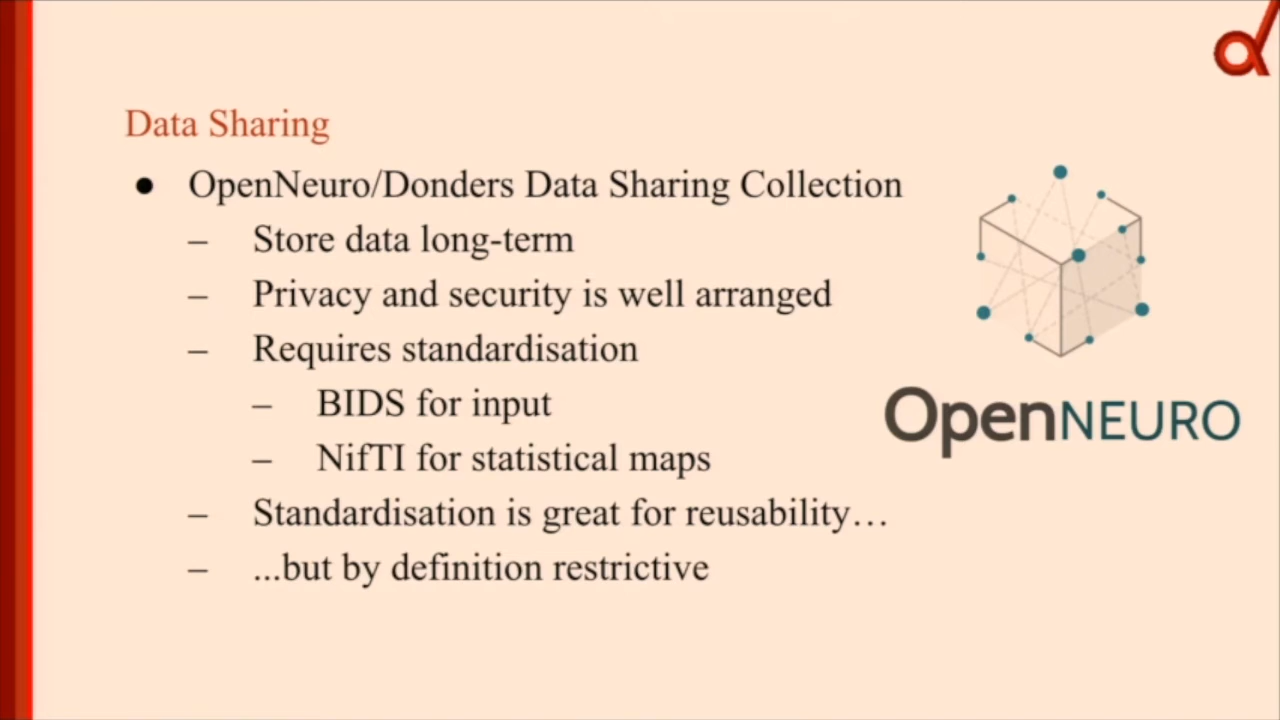 Data Sharing
● OpenNeuro/Donders Data Sharing Collection
– Store data long-term
– Privacy and security is well arranged
– Requires standardisation
– BIDS for input
– NifTI for statistical maps
– Standardisation is great for reusability…
– ...but by definition restrictive
OpenNEURO